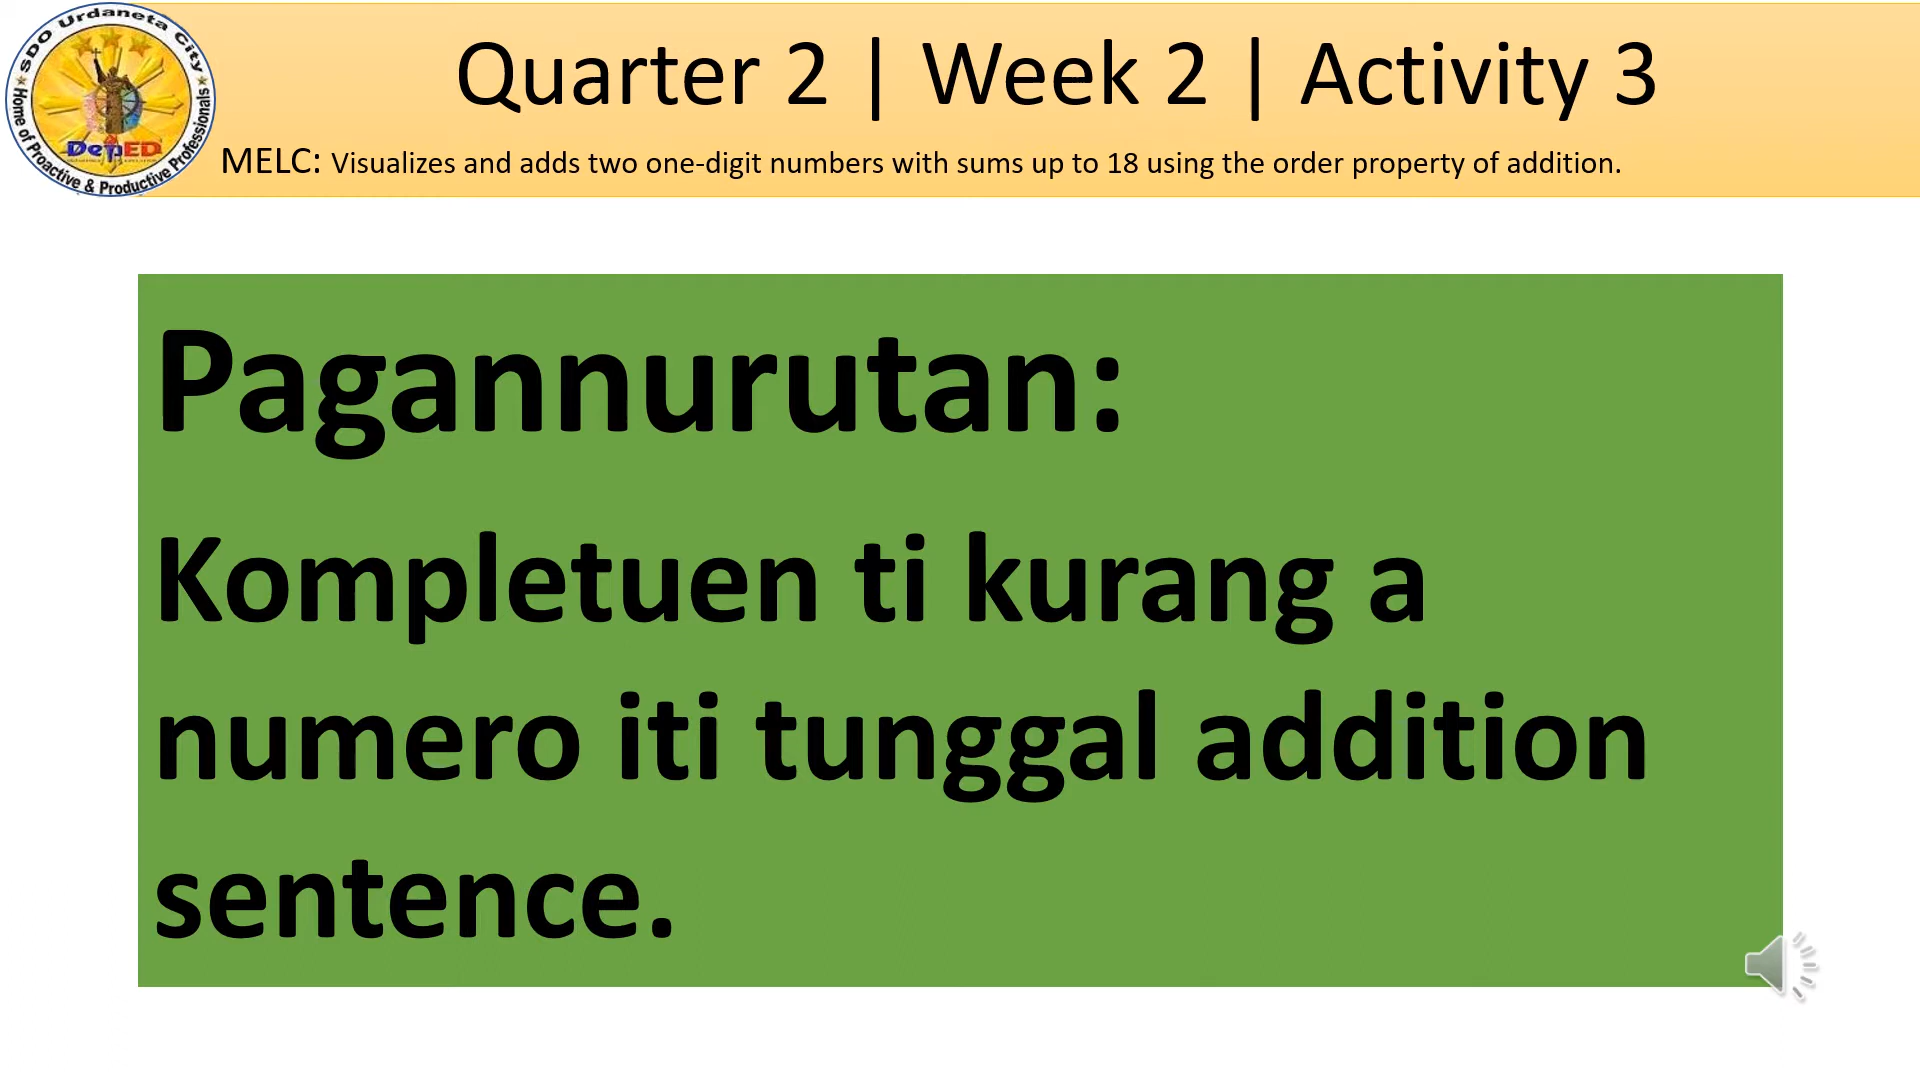 SDO Urdaneta City
Home of Proactive & Productive Professionals
DepED
Quarter 2 | Week 2 | Activity 3
MELC: Visualizes and adds two one-digit numbers with sums up to 18 using the order property of addition.
Pagannurutan:
Kompletuen ti kurang a
numero iti tunggal addition
sentence.